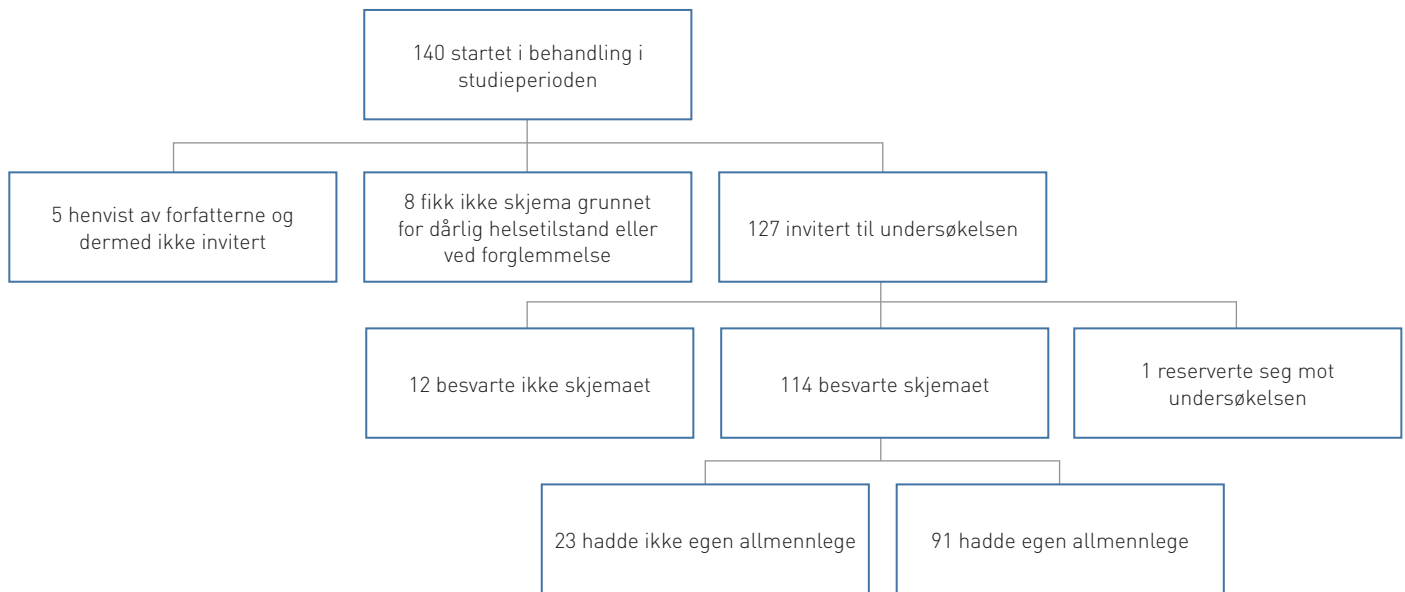 140 startet i behandling i
studieperioden
5 henvist av forfatterne og
dermed ikke invitert
8 fikk ikke skjema grunnet
for dårlig helsetilstand eller
ved forglemmelse
127 invitert til undersøkelsen
12 besvarte ikke skjemaet
114 besvarte skjemaet
1 reserverte seg mot
undersøkelsen
23 hadde ikke egen allmennlege
91 hadde egen allmennlege